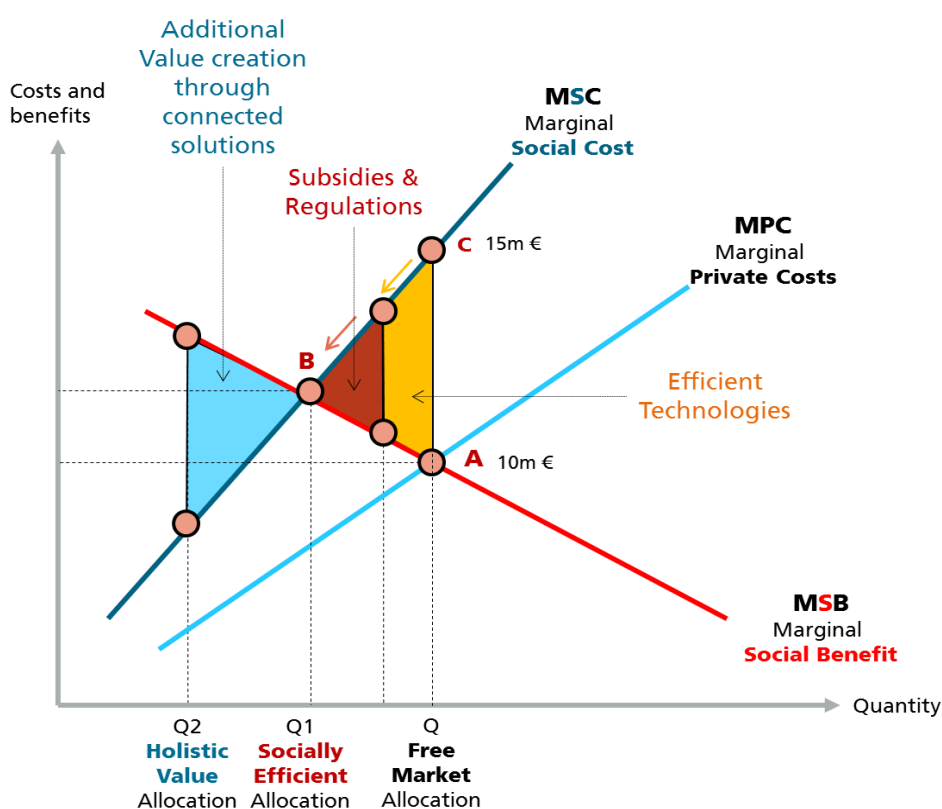 Additional
Value creation
through
connected
solutions
Costs and
benefits
MSC
Marginal
Social Cost
Subsidies &
Regulations
MPC
Marginal
Private Costs
C 15m €
B
Efficient
Technologies
A 10m €
MSB
Marginal
Social Benefit
Quantity
Q2
Holistic
Value
Allocation
Q1
Socially
Efficient
Allocation
Q
Free
Market
Allocation